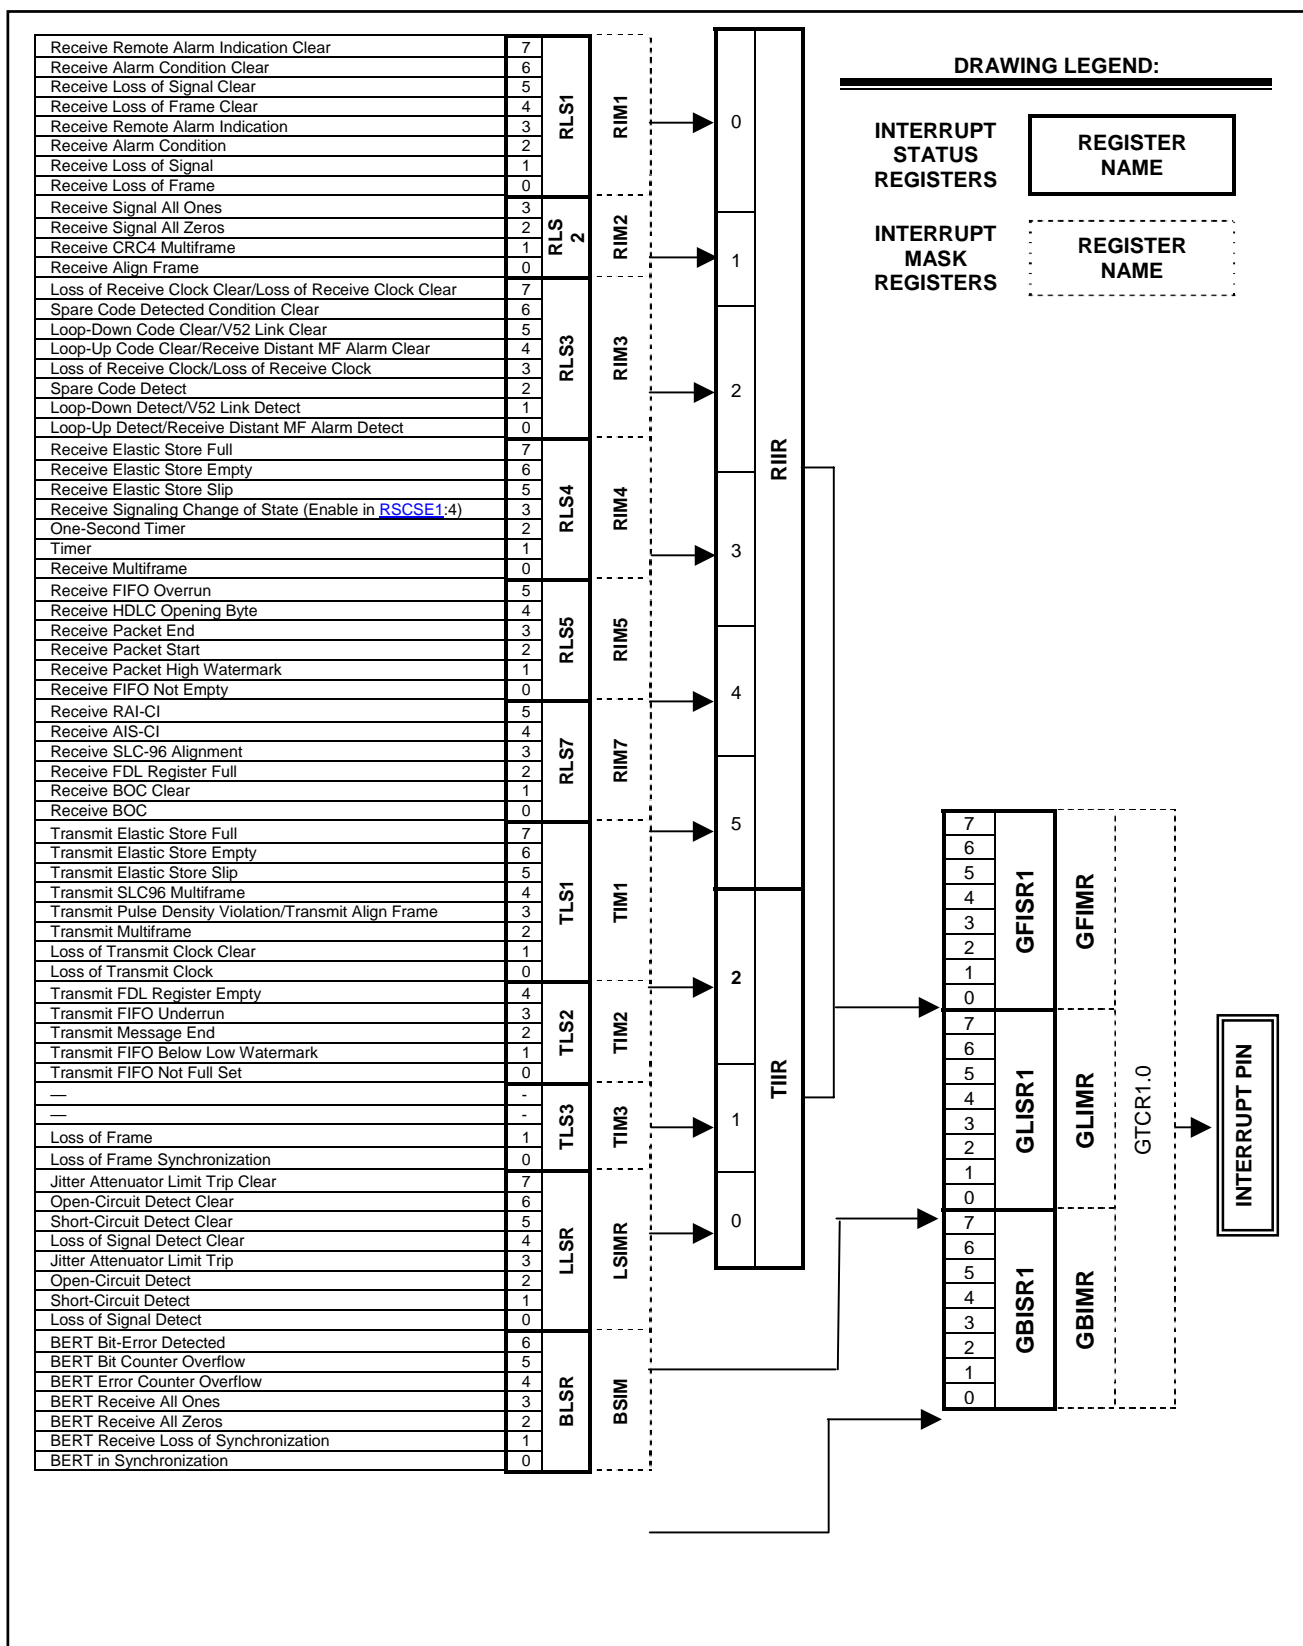 Receive Remote Alarm Indication Clear 7
Receive Alarm Condition Clear 6
Receive Loss of Signal Clear 5
Receive Loss of Frame Clear 4
Receive Remote Alarm Indication 3
Receive Alarm Condition 2
Receive Loss of Signal 1
Receive Loss of Frame 0
RLS1
RIM1
Receive Signal All Ones 3
Receive Signal All Zeros 2
Receive CRC4 Multiframe 1
Receive Align Frame 0
RLS
2
RIM2
Loss of Receive Clock Clear/Loss of Receive Clock Clear 7
Spare Code Detected Condition Clear 6
Loop-Down Code Clear/V52 Link Clear 5
Loop-Up Code Clear/Receive Distant MF Alarm Clear 4
Loss of Receive Clock/Loss of Receive Clock 3
Spare Code Detect 2
Loop-Down Detect/V52 Link Detect 1
Loop-Up Detect/Receive Distant MF Alarm Detect 0
RLS3
RIM3
Receive Elastic Store Full 7
Receive Elastic Store Empty 6
Receive Elastic Store Slip 5
Receive Signaling Change of State (Enable in RSCSE1:4) 3
One-Second Timer 2
Timer 1
Receive Multiframe 0
RLS4
RIM4
Receive FIFO Overrun 5
Receive HDLC Opening Byte 4
Receive Packet End 3
Receive Packet Start 2
Receive Packet High Watermark 1
Receive FIFO Not Empty 0
RLS5
RIM5
Receive RAI-CI 5
Receive AIS-CI 4
Receive SLC-96 Alignment 3
Receive FDL Register Full 2
Receive BOC Clear 1
Receive BOC 0
RLS7
RIM7
Transmit Elastic Store Full 7
Transmit Elastic Store Empty 6
Transmit Elastic Store Slip 5
Transmit SLC96 Multiframe 4
Transmit Pulse Density Violation/Transmit Align Frame 3
Transmit Multiframe 2
Loss of Transmit Clock Clear 1
Loss of Transmit Clock 0
TLS1
TIM1
Transmit FDL Register Empty 4
Transmit FIFO Underrun 3
Transmit Message End 2
Transmit FIFO Below Low Watermark 1
Transmit FIFO Not Full Set 0
TLS2
TIM2
— -
— -
Loss of Frame 1
Loss of Frame Synchronization 0
TLS3
TIM3
Jitter Attenuator Limit Trip Clear 7
Open-Circuit Detect Clear 6
Short-Circuit Detect Clear 5
Loss of Signal Detect Clear 4
Jitter Attenuator Limit Trip 3
Open-Circuit Detect 2
Short-Circuit Detect 1
Loss of Signal Detect 0
LLSR
LSIMR
BERT Bit-Error Detected 6
BERT Bit Counter Overflow 5
BERT Error Counter Overflow 4
BERT Receive All Ones 3
BERT Receive All Zeros 2
BERT Receive Loss of Synchronization 1
BERT in Synchronization 0
BLSR
BSIM
0
1
2
3
4
5
RIIR
2
1
0
TIIR
DRAWING LEGEND:
INTERRUPT
STATUS
REGISTERS
REGISTER
NAME
INTERRUPT
MASK
REGISTERS
REGISTER
NAME
7
6
5
4
3
2
1
0
GFISR1
GFIMR
7
6
5
4
3
2
1
0
GLISR1
GLIMR
7
6
5
4
3
2
1
0
GBISR1
GBIMR
GTCR1.0
INTERRUPT PIN